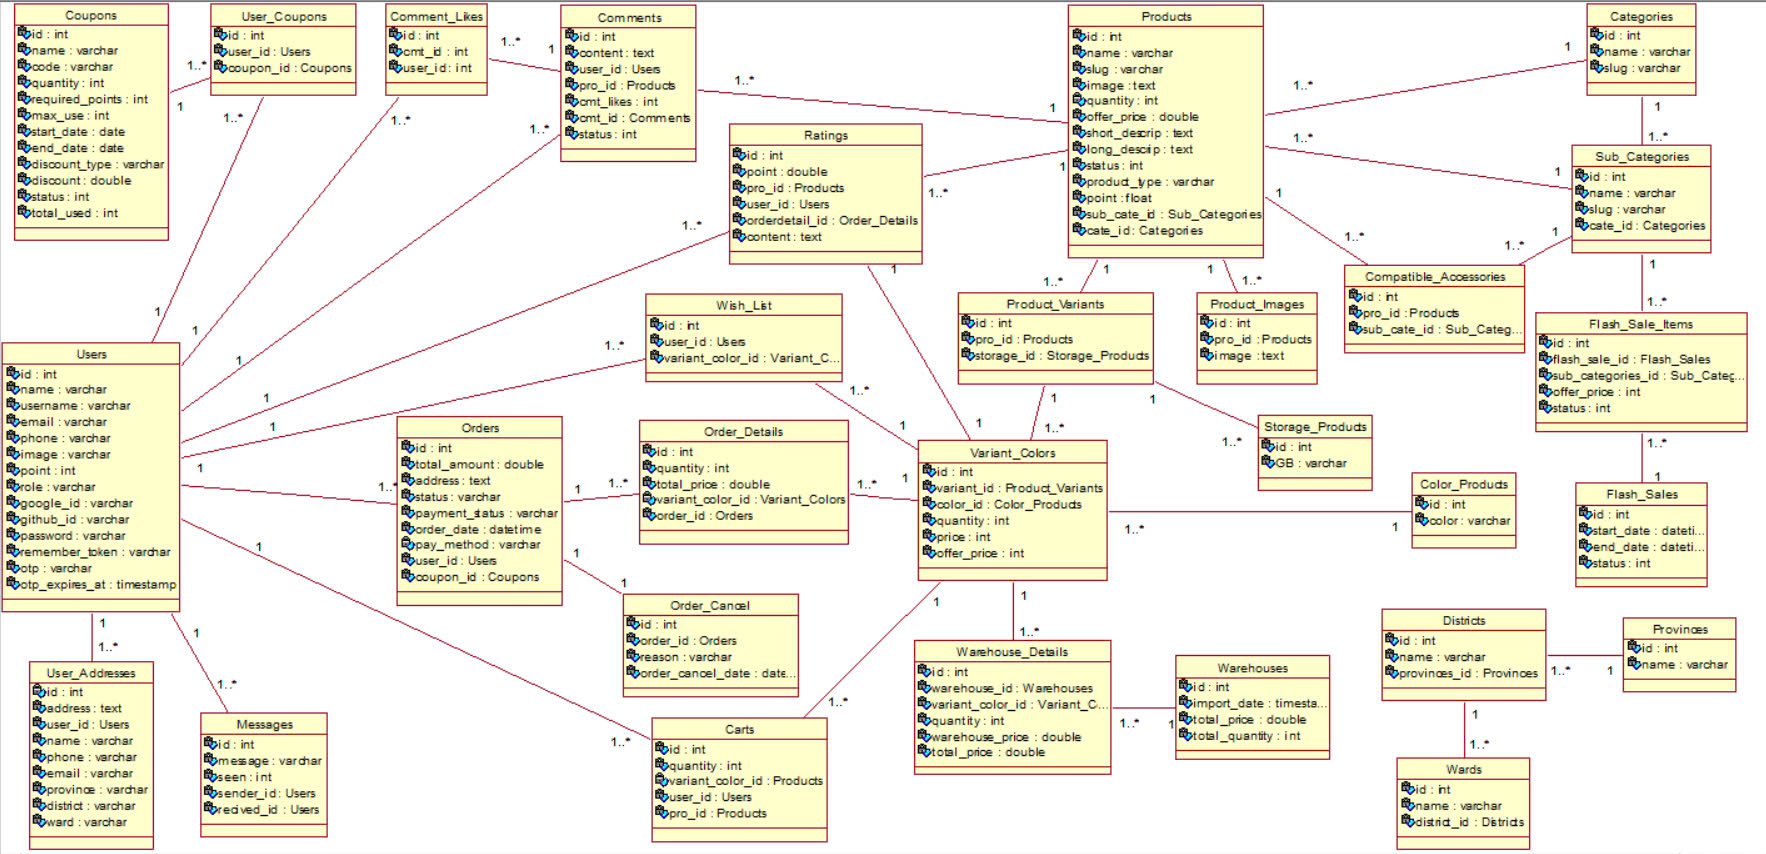 Coupons
id : int
name : varchar
code : varchar
quantity : int
required_points : int
max_use : int
start_date : date
end_date : date
discount_type : varchar
discount : double
status : int
total_used : int
1..*
1
User_Coupons
id : int
user_id : Users
coupon_id : Coupons
1..*
1
Comment_Likes
id : int
cmt_id : int
user_id : int
1..*
1
1..*
1
Comments
id : int
content : text
user_id : Users
pro_id : Products
cmt_likes : int
cmt_id : Comments
status : int
1..*
1
1..*
1
Ratings
id : int
point : double
pro_id : Products
user_id : Users
orderdetail_id : Order_Details
content : text
1..*
1
1..*
1
1
1
Products
id : int
name : varchar
slug : varchar
image : text
quantity : int
offer_price : double
short_descrip : text
long_descrip : text
status : int
product_type : varchar
point : float
sub_cate_id : Sub_Categories
cate_id : Categories
1..*
1
1..*
1
1
1..*
1
1..*
1
1..*
Categories
id : int
name : varchar
slug : varchar
1
1..*
Sub_Categories
id : int
name : varchar
slug : varchar
cate_id : Categories
1
1..*
1
1..*
Compatible_Accessories
id : int
pro_id : Products
sub_cate_id : Sub_Categ...
Flash_Sale_Items
id : int
flash_sale_id : Flash_Sales
sub_categories_id : Sub_Categ...
offer_price : int
status : int
1..*
1
Flash_Sales
id : int
start_date : dateti...
end_date : dateti...
status : int
Product_Variants
id : int
pro_id : Products
storage_id : Storage_Products
1
1..*
1
1..*
Product_Images
id : int
pro_id : Products
image : text
Storage_Products
id : int
GB : varchar
Color_Products
id : int
color : varchar
Wish_List
id : int
user_id : Users
variant_color_id : Variant_C...
1..*
1
1..*
1
Users
id : int
name : varchar
username : varchar
email : varchar
phone : varchar
image : varchar
point : int
role : varchar
google_id : varchar
github_id : varchar
password : varchar
remember_token : varchar
otp : varchar
otp_expires_at : timestamp
1
1..*
1
1..*
1
1..*
1
1..*
Orders
id : int
total_amount : double
address : text
status : varchar
payment_status : varchar
order_date : datetime
pay_method : varchar
user_id : Users
coupon_id : Coupons
1
1..*
1
1
Order_Details
id : int
quantity : int
total_price : double
variant_color_id : Variant_Colors
order_id : Orders
1..*
1
Variant_Colors
id : int
variant_id : Product_Variants
color_id : Color_Products
quantity : int
price : int
offer_price : int
1..*
1
1
1..*
1
1..*
Order_Cancel
id : int
order_id : Orders
reason : varchar
order_cancel_date : date...
User_Addresses
id : int
address : text
user_id : Users
name : varchar
phone : varchar
email : varchar
province : varchar
district : varchar
ward : varchar
Messages
id : int
message : varchar
seen : int
sender_id : Users
recived_id : Users
Carts
id : int
quantity : int
variant_color_id : Products
user_id : Users
pro_id : Products
Warehouse_Details
id : int
warehouse_id : Warehouses
variant_color_id : Variant_C...
quantity : int
warehouse_price : double
total_price : double
1..*
1
Warehouses
id : int
import_date : timesta...
total_price : double
total_quantity : int
Districts
id : int
name : varchar
provinces_id : Provinces
1..*
1
Provinces
id : int
name : varchar
1
1..*
Wards
id : int
name : varchar
district_id : Districts